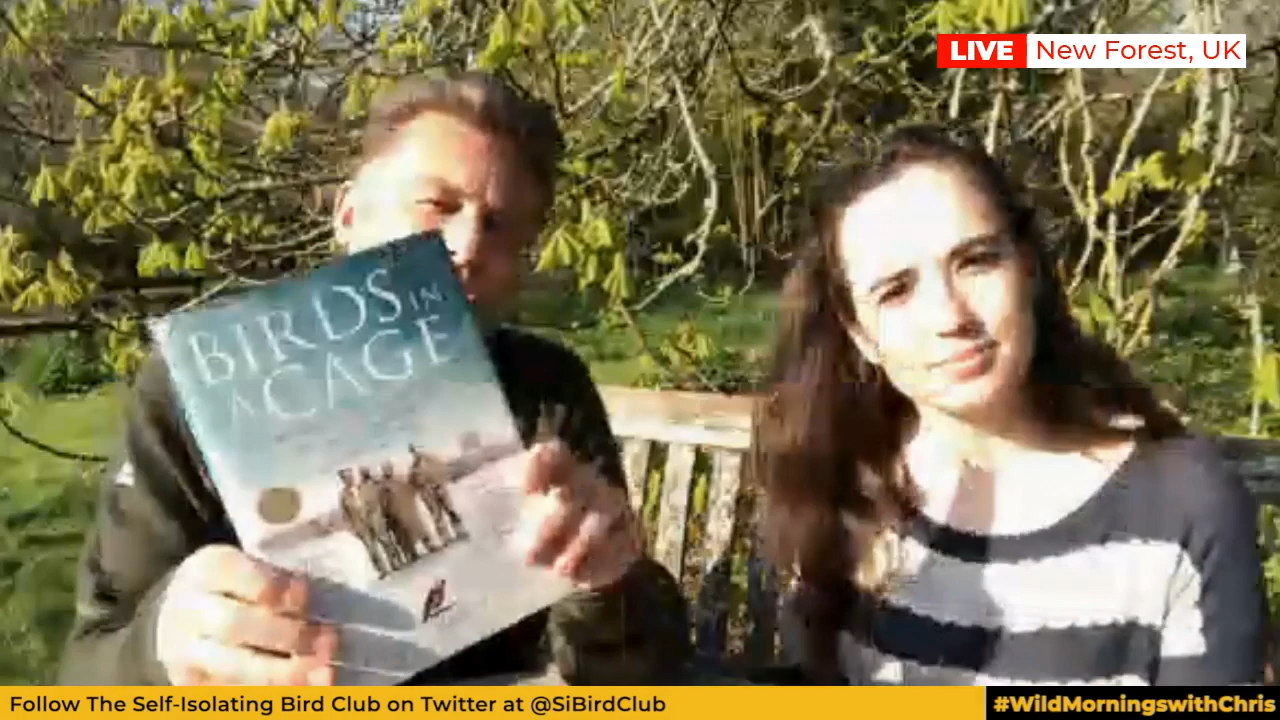 LIVE New Forest, UK
BIRDS IN
A CAGE
Follow The Self-Isolating Bird Club on Twitter at @SiBirdClub
#WildMorningswithChris